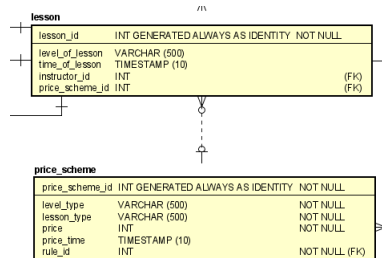 lesson
lesson_id INT GENERATED ALWAYS AS IDENTITY NOT NULL
level_of_lesson VARCHAR (500)
time_of_lesson TIMESTAMP (10)
instructor_id INT (FK)
price_scheme_id INT (FK)
price_scheme
price_scheme_id INT GENERATED ALWAYS AS IDENTITY NOT NULL
level_type VARCHAR (500) NOT NULL
lesson_type VARCHAR (500) NOT NULL
price INT NOT NULL
price_time TIMESTAMP (10)
rule_id INT NOT NULL (FK)